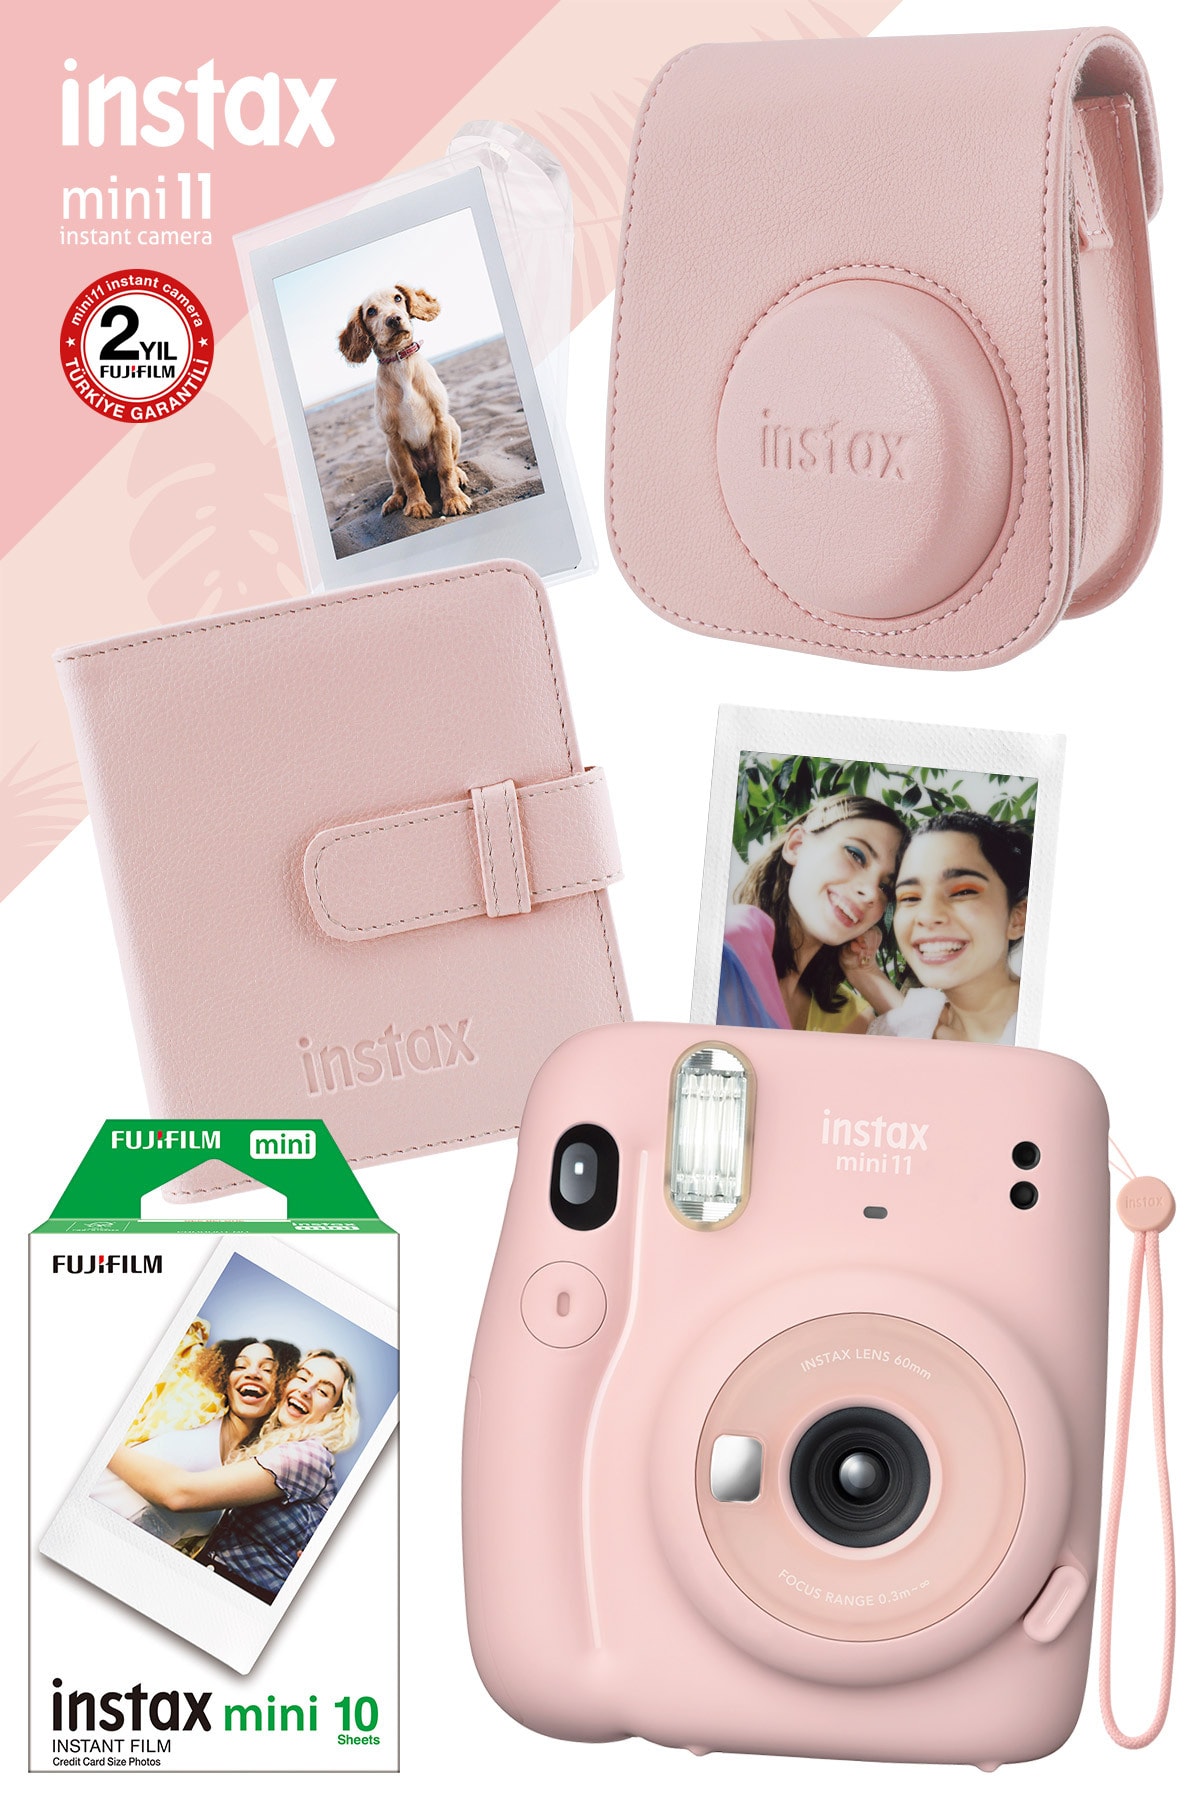 instax
mini 11
instant camera
mini11 instant camera
2 YIL
FUJIFILM
TÜRKİYE GARANTİLİ
instax
instax
FUJIFILM mini
instax
mini
FUJIFILM
instax mini 10
Sheets
INSTANT FILM
Credit Card Size Photos
instax
mini 11
instax
INSTAX LENS 60mm
FOCUS RANGE 0.3m~∞